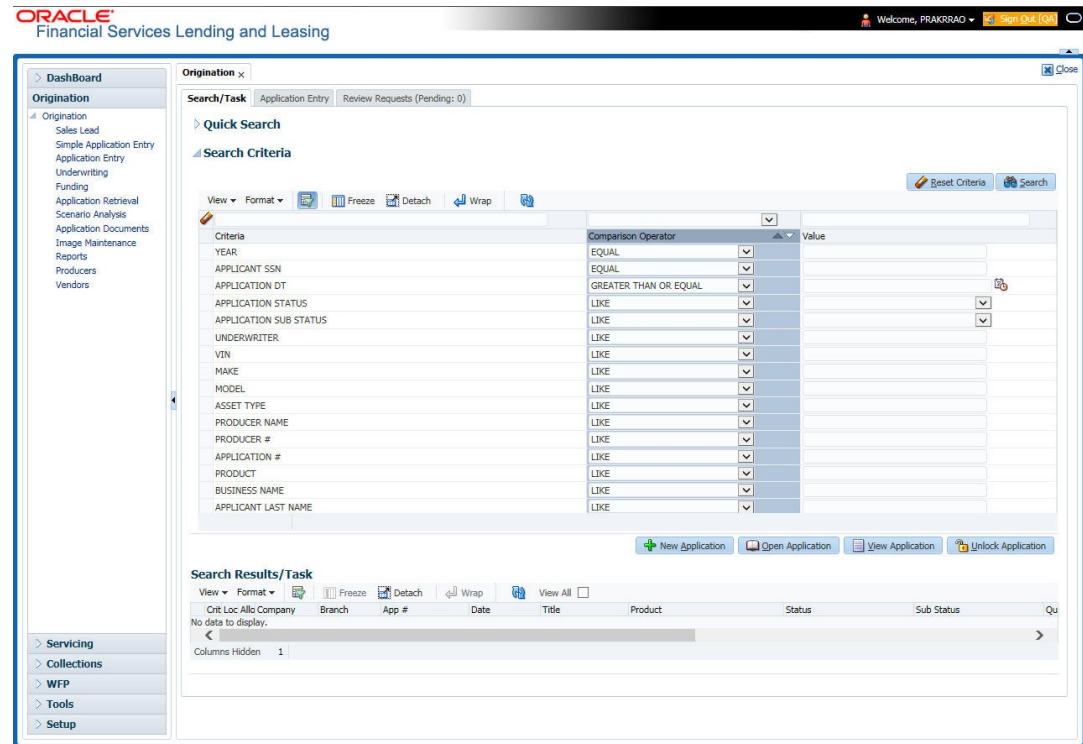 ORACLE
Financial Services Lending and Leasing
Welcome, PRAKRRAO
Sign Out [QA]
DashBoard
Origination
Origination
Sales Lead
Simple Application Entry
Application Entry
Underwriting
Funding
Application Retrieval
Scenario Analysis
Application Documents
Image Maintenance
Reports
Producers
Vendors
Servicing
Collections
WFP
Tools
Setup
Origination x
Close
Search/Task Application Entry Review Requests (Pending: 0)
Quick Search
Search Criteria
Reset Criteria Search
View Format Freeze Detach Wrap
Criteria Comparison Operator Value
YEAR EQUAL
APPLICANT SSN EQUAL
APPLICATION DT GREATER THAN OR EQUAL
APPLICATION STATUS LIKE
APPLICATION SUB STATUS LIKE
UNDERWRITER LIKE
VIN LIKE
MAKE LIKE
MODEL LIKE
ASSET TYPE LIKE
PRODUCER NAME LIKE
PRODUCER # LIKE
APPLICATION # LIKE
PRODUCT LIKE
BUSINESS NAME LIKE
APPLICANT LAST NAME LIKE
New Application Open Application View Application Unlock Application
Search Results/Task
View Format Freeze Detach Wrap View All
Crit Loc Allo Company Branch App # Date Title Product Status Sub Status Qu
No data to display.
Columns Hidden 1